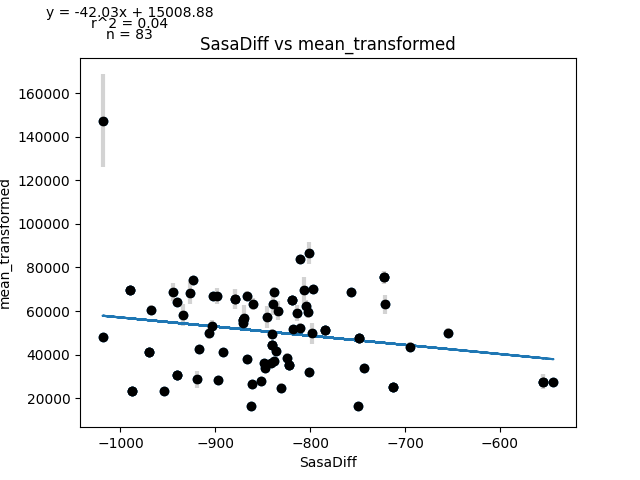 y = -42.03x + 15008.88
r^2 = 0.04
n = 83
SasaDiff vs mean_transformed
160000
140000
120000
100000
80000
60000
40000
20000
mean_transformed
−1000 −900 −800 −700 −600
SasaDiff